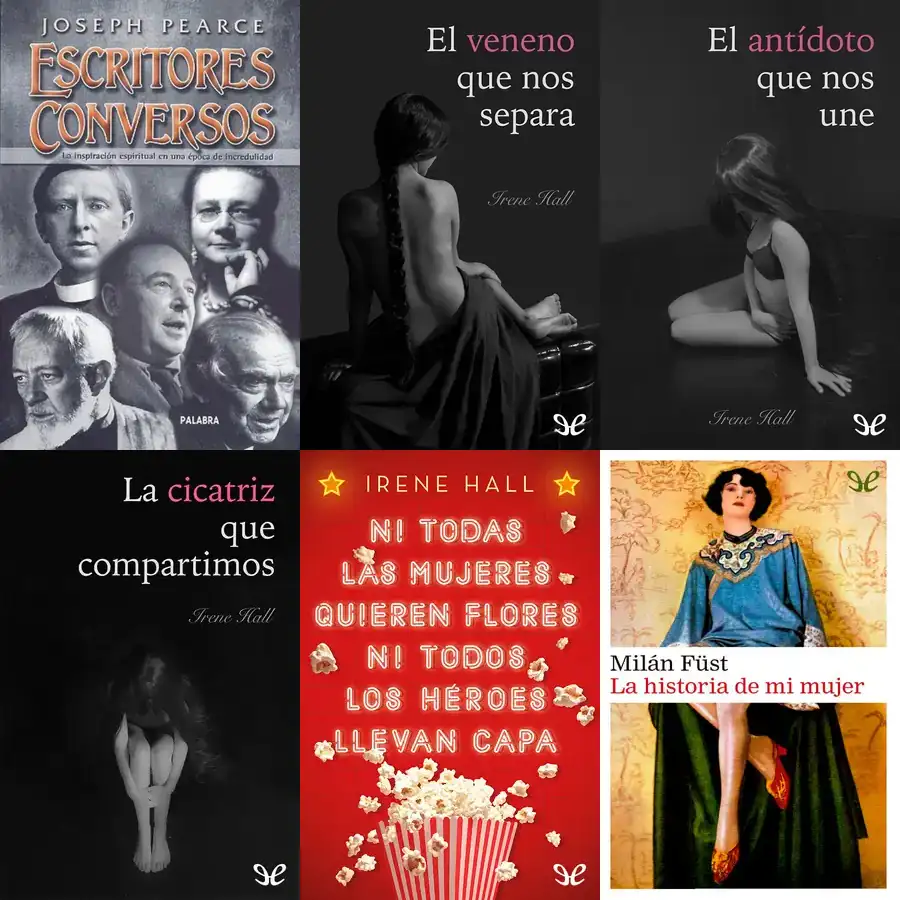 JOSEPH PEARCE
ESCRITORES
CONVERSOS
La inspiración espiritual en una época de incredulidad
PALABRA
El veneno
que nos
separa
Irene Hall
El antídoto
que nos
une
Irene Hall
La cicatriz
que
compartimos
Irene Hall
IRENE HALL
NI TODAS
LAS MUJERES
QUIEREN FLORES
NI TODOS
LOS HÉROES
LLEVAN CAPA
Milán Füst
La historia de mi mujer